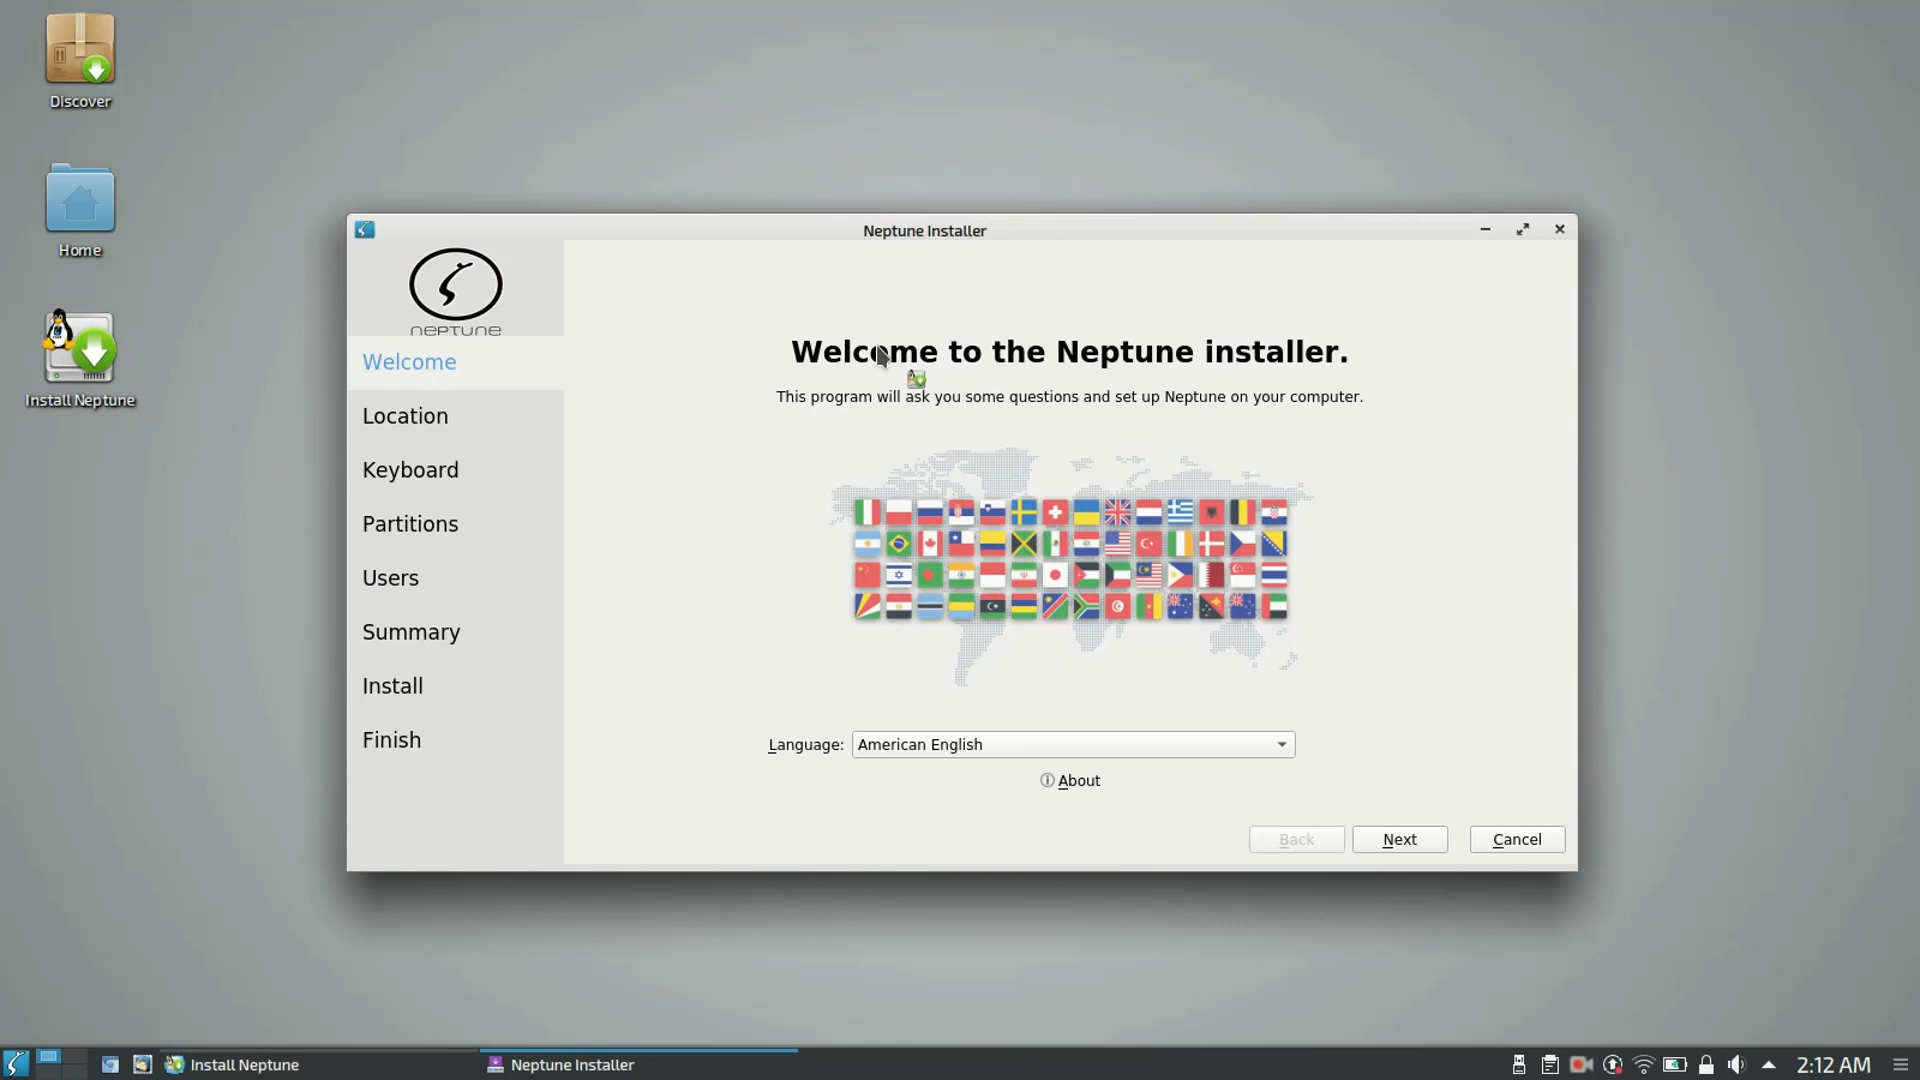 Discover
Home
Install Neptune
Neptune Installer
NEPTUNE
Welcome
Location
Keyboard
Partitions
Users
Summary
Install
Finish
Welcome to the Neptune installer.
This program will ask you some questions and set up Neptune on your computer.
Language: American English
About
Back Next Cancel
Install Neptune Neptune Installer 2:12 AM